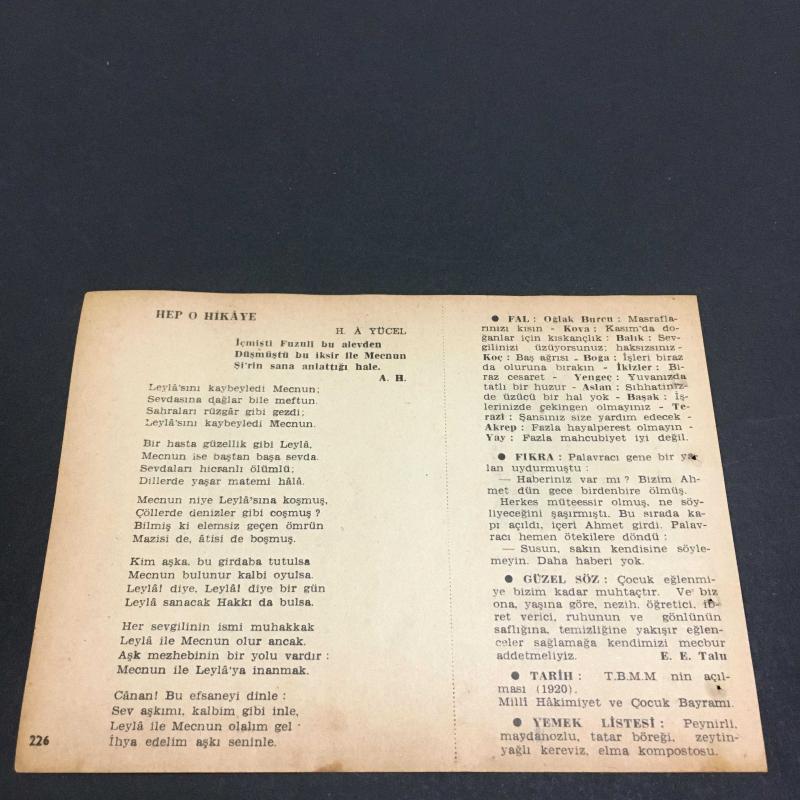 HEP O HİKÂYE
H. Â YÜCEL
İçmişti Fuzuli bu alevden
Düşmüştü bu iksir ile Mecnun
Şi'rin sana anlattığı hale.
A. H.
Leylâ'sını kaybeyledi Mecnun;
Sevdasına dağlar bile meftun.
Sahraları rüzgâr gibi gezdi;
Leylâ'sını kaybeyledi Mecnun.
Bir hasta güzellik gibi Leylâ,
Mecnun ise baştan başa sevda.
Sevdaları hicranlı ölümlü;
Dillerde yaşar matemi hâlâ.
Mecnun niye Leylâ'sına koşmuş,
Çöllerde denizler gibi coşmuş?
Bilmiş ki elemsiz geçen ömrün
Mazisi de, âtisi de boşmuş.
Kim aşka, bu girdaba tutulsa
Mecnun bulunur kalbi oyulsa.
Leylâ! diye, Leylâ! diye bir gün
Leylâ sanacak Hakkı da bulsa.
Her sevgilinin ismi muhakkak
Leylâ ile Mecnun olur ancak.
Aşk mezhebinin bir yolu vardır:
Mecnun ile Leylâ'ya inanmak.
Cânan! Bu efsaneyi dinle:
Sev aşkımı, kalbim gibi inle,
Leylâ ile Mecnun olalım gel
İhya edelim aşkı seninle.
226
● FAL: Oğlak Burcu: Masrafla-
rınızı kısın - Kova: Kasım'da do-
ğanlar için kıskançlık: Balık: Sev-
gilinizi üzüyorsunuz; haksızsınız -
Koç: Baş ağrısı - Boğa: İşleri biraz
da oluruna bırakın - İkizler: Bi-
raz cesaret - Yengeç: Yuvanızda
tatlı bir huzur - Aslan: Sıhhatiniz-
de üzücü bir hal yok - Başak: İş-
lerinizde çekingen olmayınız - Te-
razi: Şansınız size yardım edecek -
Akrep: Fazla hayalperest olmayın -
Yay: Fazla mahcubiyet iyi değil.
● FIKRA: Palavracı gene bir ya-
lan uydurmuştu:
— Haberiniz var mı? Bizim Ah-
met dün gece birdenbire ölmüş.
Herkes müteessir olmuş, ne söy-
liyeceğini şaşırmıştı. Bu sırada ka-
pı açıldı, içeri Ahmet girdi. Palav-
racı hemen ötekilere döndü:
— Susun, sakın kendisine söyle-
meyin. Daha haberi yok.
● GÜZEL SÖZ: Çocuk eğlenmi-
ye bizim kadar muhtaçtır. Ve biz
ona, yaşına göre, nezih, öğretici, ib-
ret verici, ruhunun ve gönlünün
saflığına, temizliğine yakışır eğlen-
celer sağlamağa kendimizi mecbur
addetmeliyiz. E. E. Talu
● TARİH: T.B.M.M nin açıl-
ması (1920).
Milli Hâkimiyet ve Çocuk Bayramı.
● YEMEK LİSTESİ: Peynirli,
maydanozlu, tatar böreği, zeytin-
yağlı kereviz, elma kompostosu.